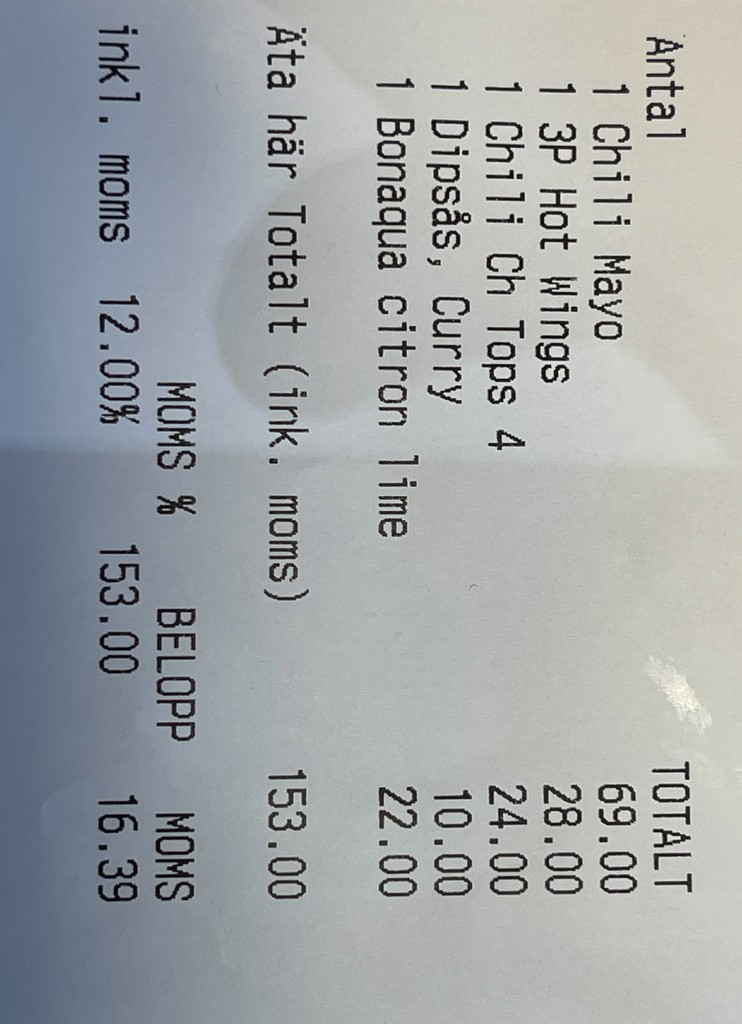 Antal TOTALT
1 Chili Mayo 69.00
1 3P Hot Wings 28.00
1 Chili Ch Tops 4 24.00
1 Dipsås, Curry 10.00
1 Bonaqua citron lime 22.00
Äta här Totalt (ink. moms) 153.00
MOMS % BELOPP MOMS
inkl. moms 12.00% 153.00 16.39